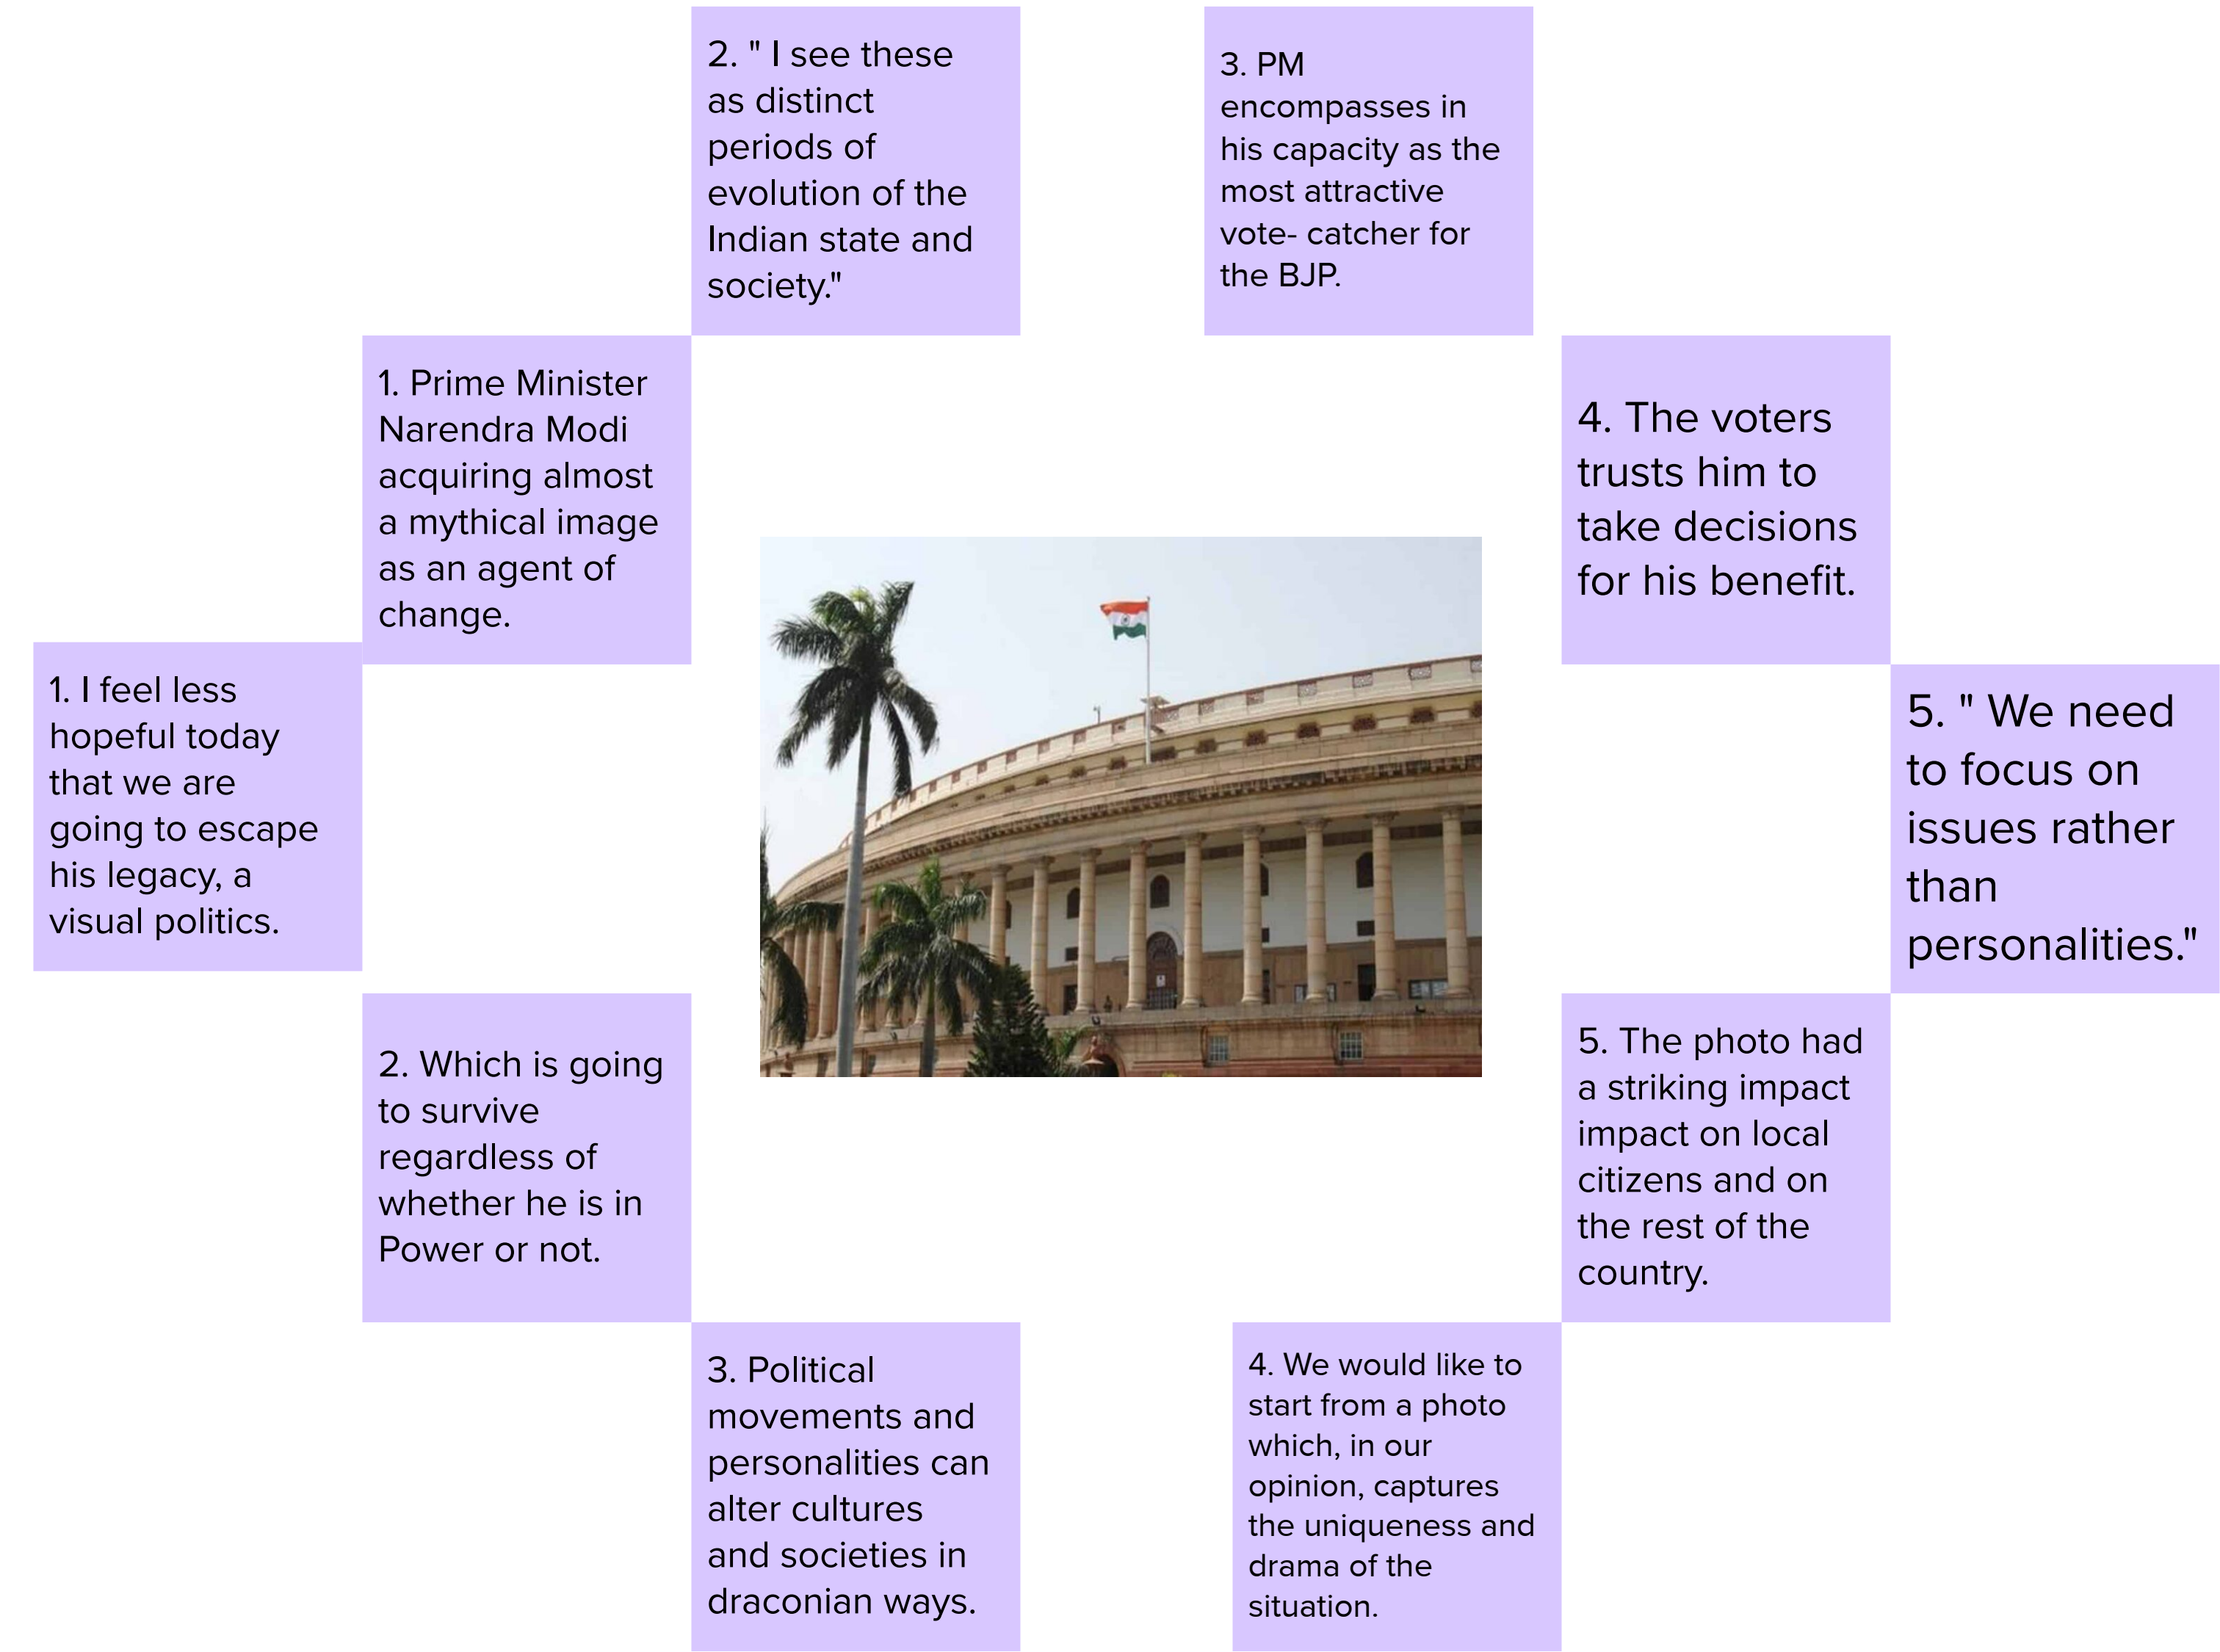 2. " I see these
as distinct
periods of
evolution of the
Indian state and
society."
3. PM
encompasses in
his capacity as the
most attractive
vote- catcher for
the BJP.
1. Prime Minister
Narendra Modi
acquiring almost
a mythical image
as an agent of
change.
4. The voters
trusts him to
take decisions
for his benefit.
1. I feel less
hopeful today
that we are
going to escape
his legacy, a
visual politics.
5. " We need
to focus on
issues rather
than
personalities."
2. Which is going
to survive
regardless of
whether he is in
Power or not.
5. The photo had
a striking impact
impact on local
citizens and on
the rest of the
country.
3. Political
movements and
personalities can
alter cultures
and societies in
draconian ways.
4. We would like to
start from a photo
which, in our
opinion, captures
the uniqueness and
drama of the
situation.